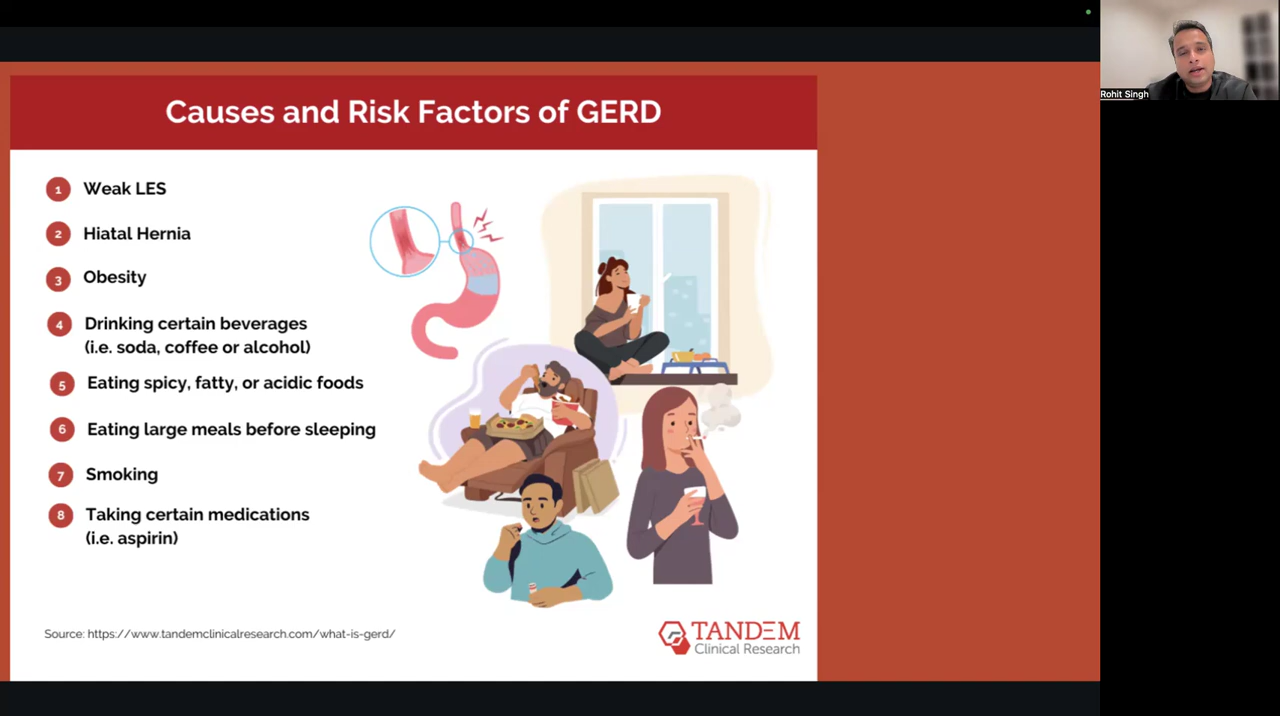 Causes and Risk Factors of GERD
Rohit Singh
1 Weak LES
2 Hiatal Hernia
3 Obesity
4 Drinking certain beverages
(i.e. soda, coffee or alcohol)
5 Eating spicy, fatty, or acidic foods
6 Eating large meals before sleeping
7 Smoking
8 Taking certain medications
(i.e. aspirin)
Source: https://www.tandemclinicalresearch.com/what-is-gerd/
TANDEM
Clinical Research